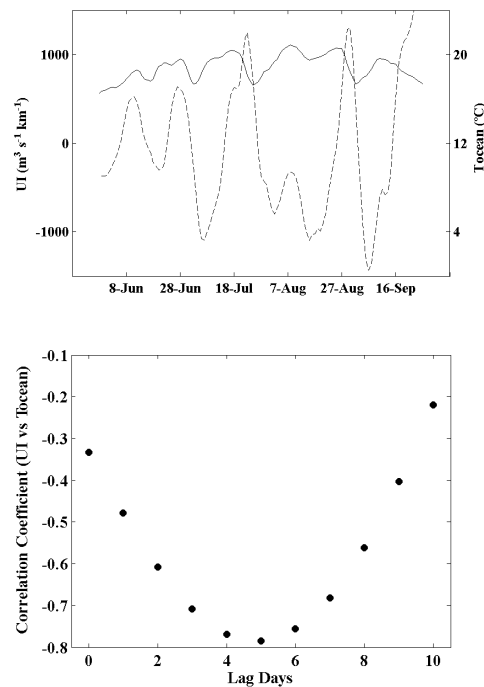 1000
0
-1000
UI (m³ s⁻¹ km⁻¹)
20
12
4
Tocean (°C)
8-Jun 28-Jun 18-Jul 7-Aug 27-Aug 16-Sep
-0.1
-0.2
-0.3
-0.4
-0.5
-0.6
-0.7
-0.8
Correlation Coefficient (UI vs Tocean)
0 2 4 6 8 10
Lag Days